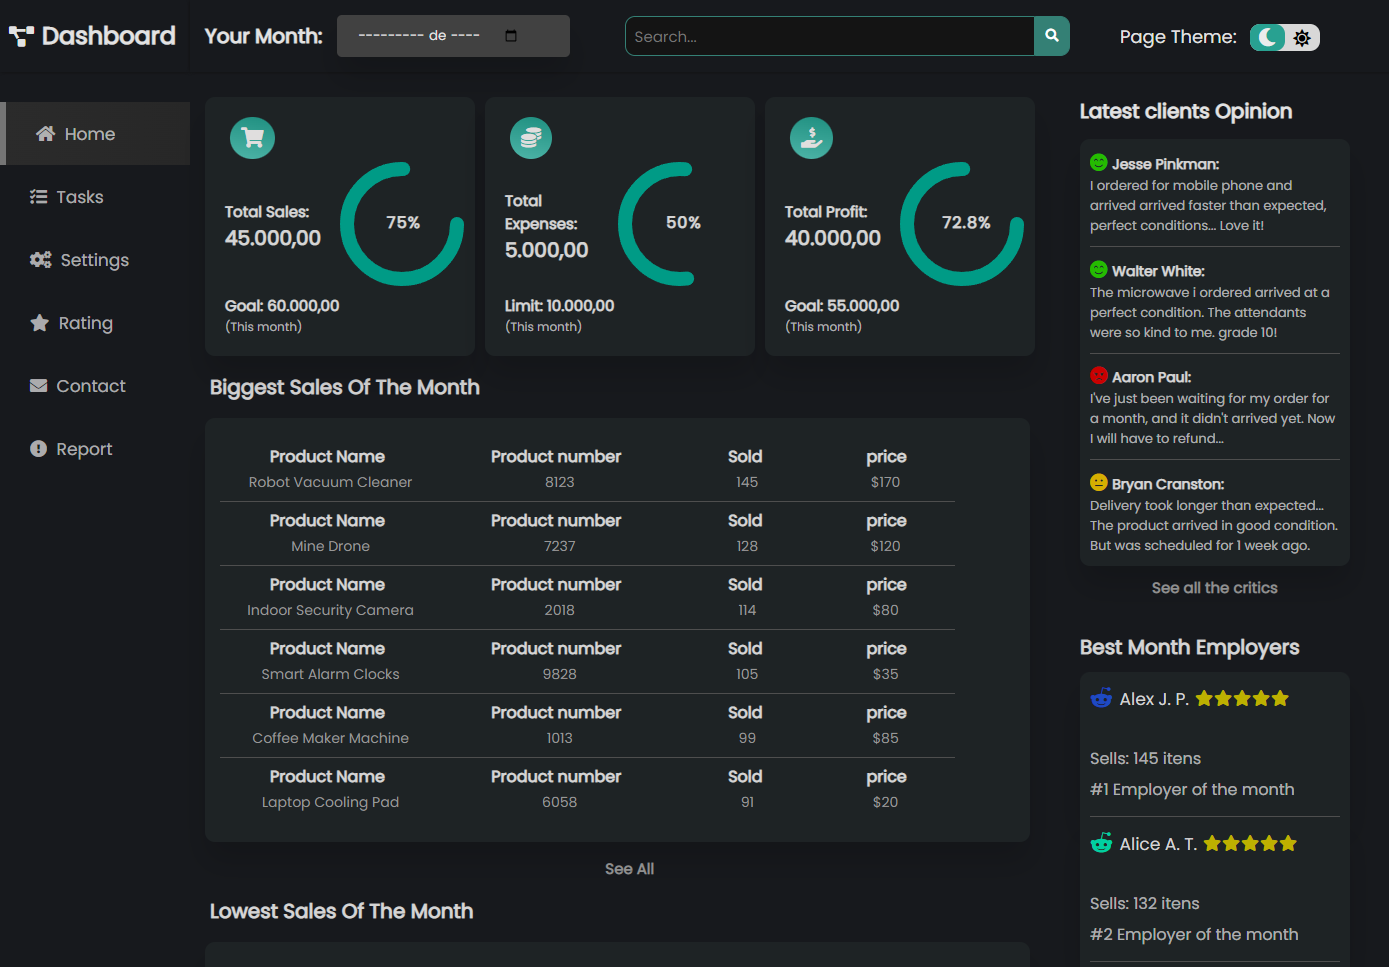 Dashboard
Your Month:
--------- de ----
Search...
Page Theme:
Home
Tasks
Settings
Rating
Contact
Report
Total Sales:
45.000,00
75%
Goal: 60.000,00
(This month)
Total
Expenses:
5.000,00
50%
Limit: 10.000,00
(This month)
Total Profit:
40.000,00
72.8%
Goal: 55.000,00
(This month)
Biggest Sales Of The Month
Product Name Product number Sold price
Robot Vacuum Cleaner 8123 145 $170
Product Name Product number Sold price
Mine Drone 7237 128 $120
Product Name Product number Sold price
Indoor Security Camera 2018 114 $80
Product Name Product number Sold price
Smart Alarm Clocks 9828 105 $35
Product Name Product number Sold price
Coffee Maker Machine 1013 99 $85
Product Name Product number Sold price
Laptop Cooling Pad 6058 91 $20
See All
Lowest Sales Of The Month
Latest clients Opinion
Jesse Pinkman:
I ordered for mobile phone and
arrived arrived faster than expected,
perfect conditions... Love it!
Walter White:
The microwave i ordered arrived at a
perfect condition. The attendants
were so kind to me. grade 10!
Aaron Paul:
I've just been waiting for my order for
a month, and it didn't arrived yet. Now
I will have to refund...
Bryan Cranston:
Delivery took longer than expected...
The product arrived in good condition.
But was scheduled for 1 week ago.
See all the critics
Best Month Employers
Alex J. P.
Sells: 145 itens
#1 Employer of the month
Alice A. T.
Sells: 132 itens
#2 Employer of the month